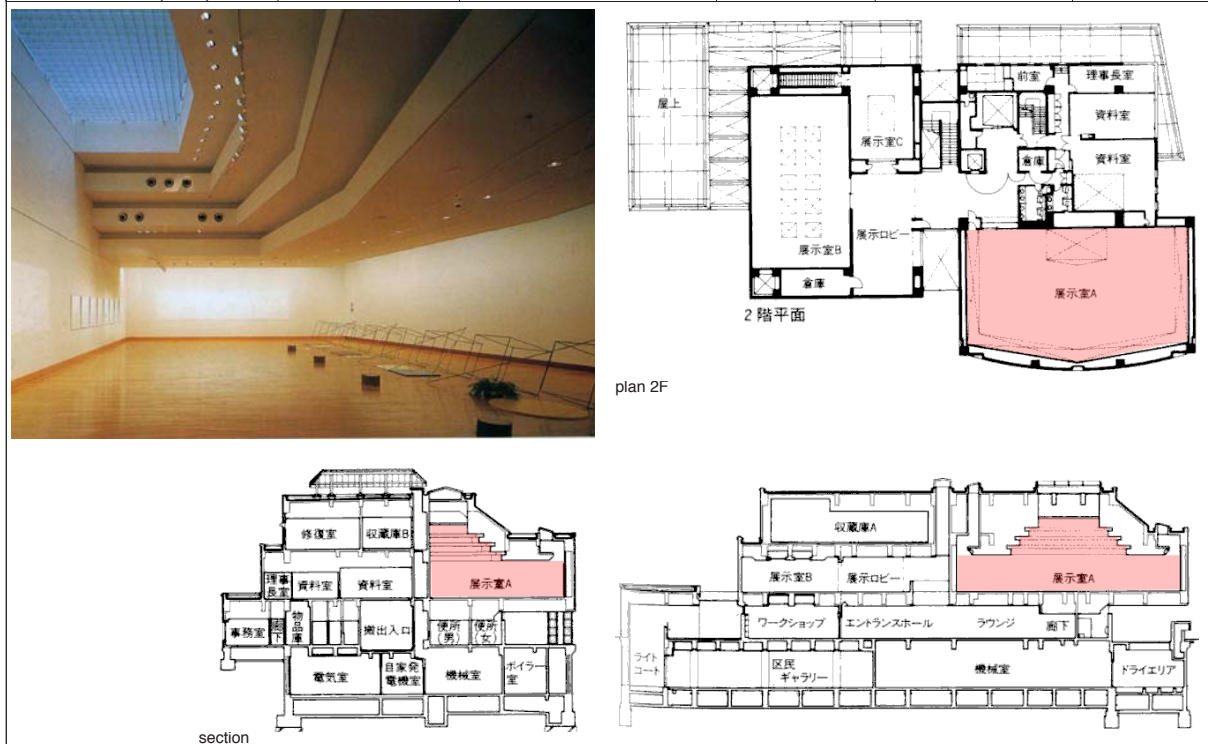 屋上
前室
理事長室
資料室
展示室C
倉庫
資料室
展示室B
展示ロビー
倉庫
展示室A
2階平面
plan 2F
修復室
収蔵庫B
展示室A
理事
長室
資料室
資料室
事務室
廊下
物品庫
搬出入口
便所
(男)
便所
(女)
電気室
自家発
電機室
機械室
ボイラー
室
section
収蔵庫A
展示室B
展示ロビー
展示室A
ワークショップ
エントランスホール
ラウンジ
廊下
ライト
コート
区民
ギャラリー
機械室
ドライエリア